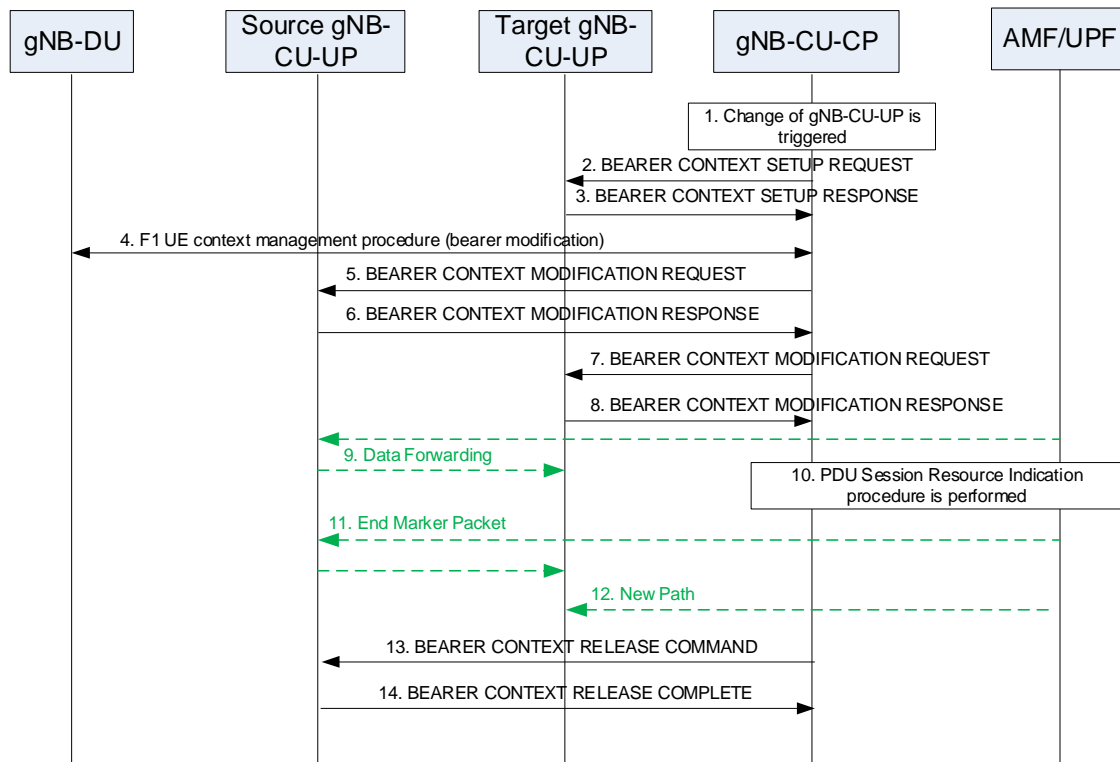 gNB-DU
Source gNB-
CU-UP
Target gNB-
CU-UP
gNB-CU-CP
AMF/UPF
1. Change of gNB-CU-UP is
triggered
2. BEARER CONTEXT SETUP REQUEST
3. BEARER CONTEXT SETUP RESPONSE
4. F1 UE context management procedure (bearer modification)
5. BEARER CONTEXT MODIFICATION REQUEST
6. BEARER CONTEXT MODIFICATION RESPONSE
7. BEARER CONTEXT MODIFICATION REQUEST
8. BEARER CONTEXT MODIFICATION RESPONSE
9. Data Forwarding
10. PDU Session Resource Indication
procedure is performed
11. End Marker Packet
12. New Path
13. BEARER CONTEXT RELEASE COMMAND
14. BEARER CONTEXT RELEASE COMPLETE